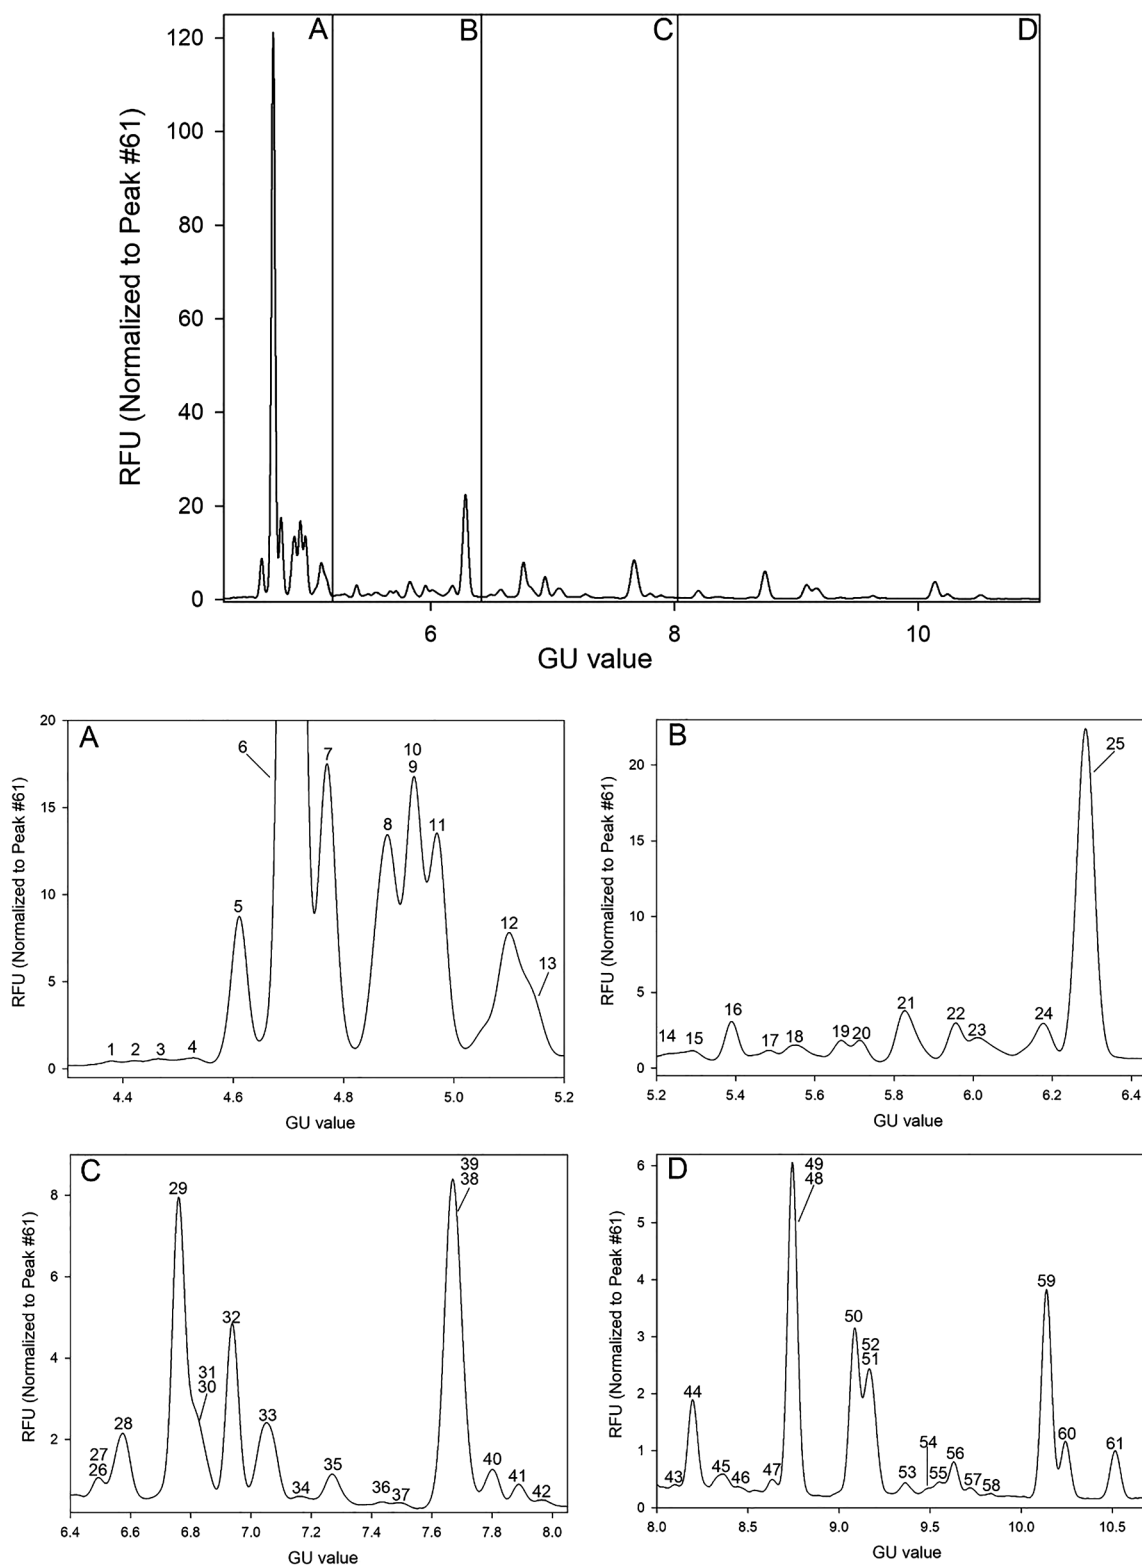 A B C D
RFU (Normalized to Peak #61)
120
100
80
60
40
20
0
6 8 10
GU value
A
RFU (Normalized to Peak #61)
20
15
10
5
0
6
7
10
9
8
11
5
12
13
1 2 3 4
4.4 4.6 4.8 5.0 5.2
GU value
B
RFU (Normalized to Peak #61)
20
15
10
5
0
25
14 15 16 17 18 19 20 21 22 23 24
5.2 5.4 5.6 5.8 6.0 6.2 6.4
GU value
C
RFU (Normalized to Peak #61)
8
6
4
2
39
38
29
31
30
32
27
26
28
33
34 35 36 37
40 41 42
6.4 6.6 6.8 7.0 7.2 7.4 7.6 7.8 8.0
GU value
D
RFU (Normalized to Peak #61)
6
5
4
3
2
1
0
49
48
59
50
52
51
44
54
43 45 46 47
53 55 56 57 58
60 61
8.0 8.5 9.0 9.5 10.0 10.5
GU value